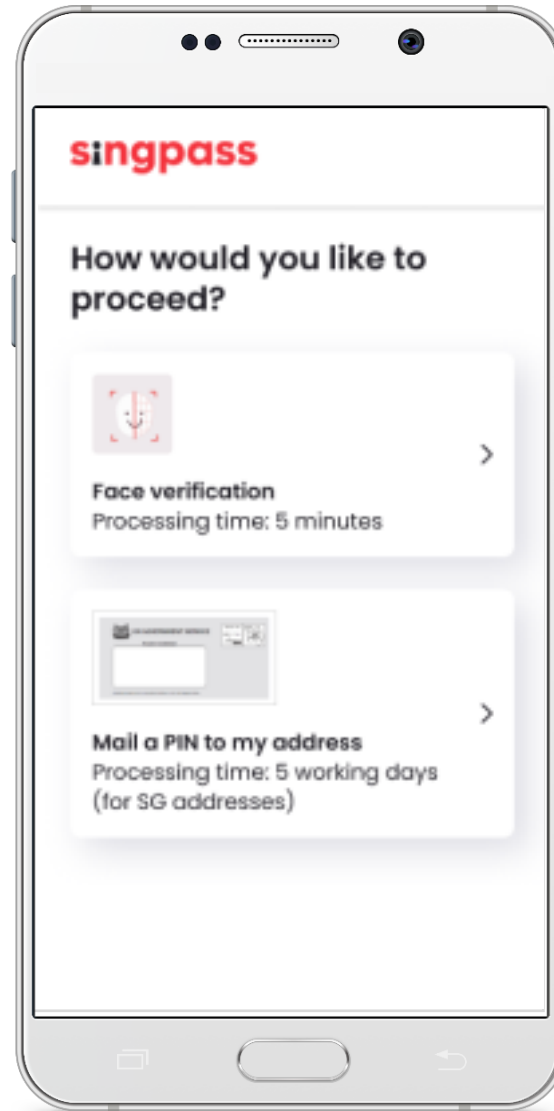 singpass
How would you like to
proceed?
Face verification
Processing time: 5 minutes
Mail a PIN to my address
Processing time: 5 working days
(for SG addresses)